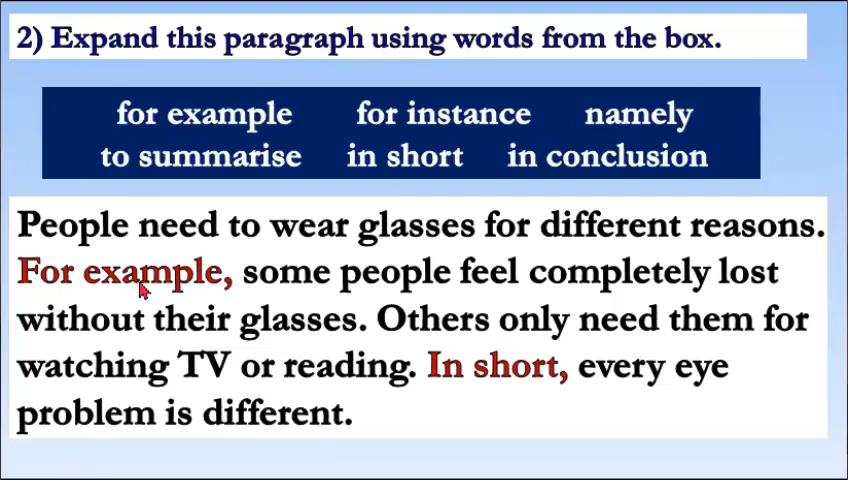 2) Expand this paragraph using words from the box.
for example for instance namely
to summarise in short in conclusion
People need to wear glasses for different reasons.
For example, some people feel completely lost
without their glasses. Others only need them for
watching TV or reading. In short, every eye
problem is different.